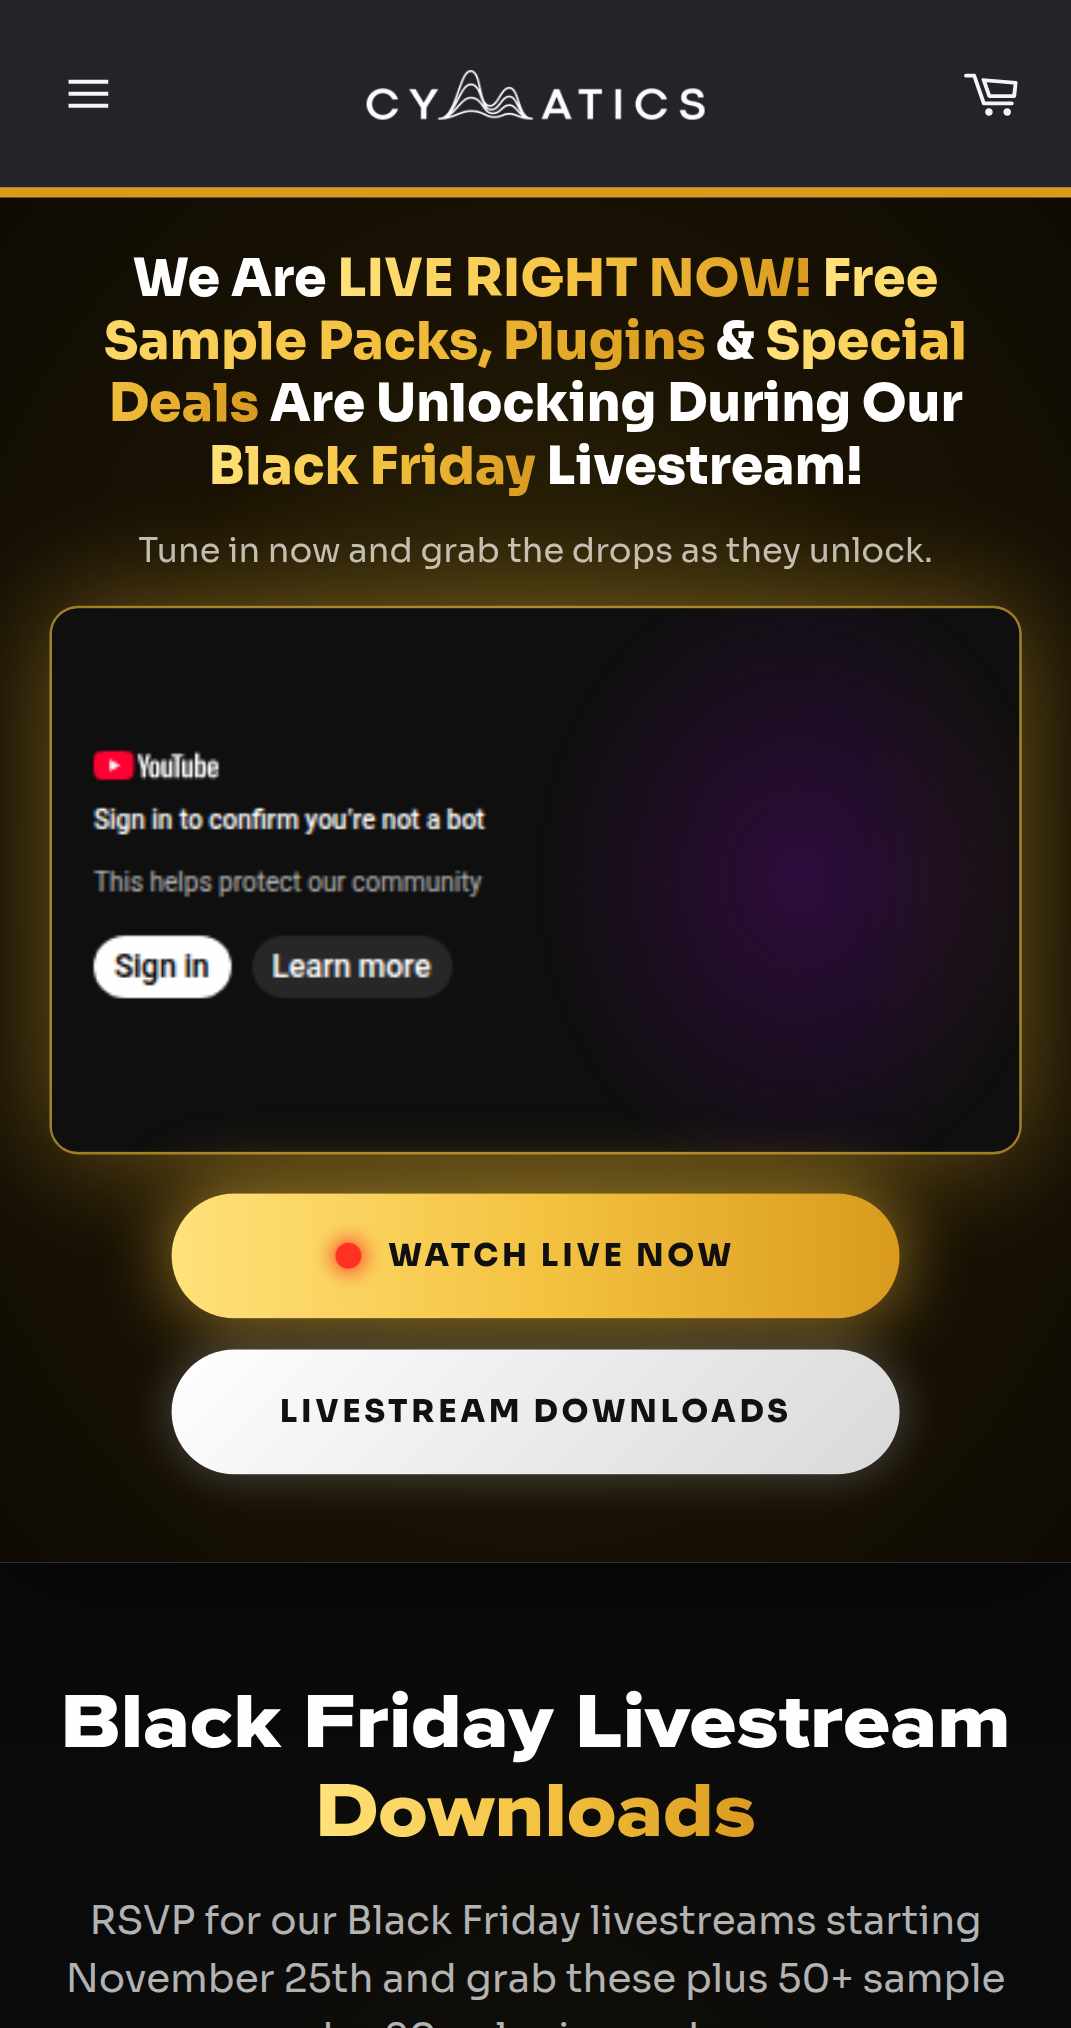 CYMATICS
We Are LIVE RIGHT NOW! Free
Sample Packs, Plugins & Special
Deals Are Unlocking During Our
Black Friday Livestream!
Tune in now and grab the drops as they unlock.
YouTube
Sign in to confirm you're not a bot
This helps protect our community
Sign in
Learn more
WATCH LIVE NOW
LIVESTREAM DOWNLOADS
Black Friday Livestream
Downloads
RSVP for our Black Friday livestreams starting
November 25th and grab these plus 50+ sample